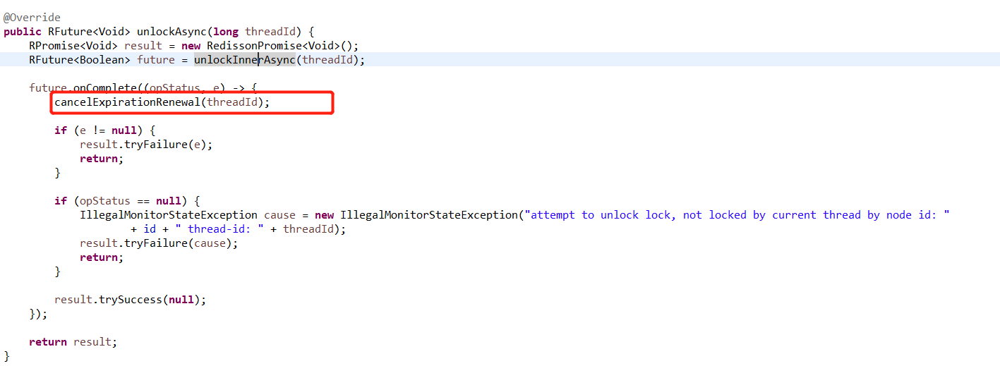 @Override
public RFuture<Void> unlockAsync(long threadId) {
    RPromise<Void> result = new RedissonPromise<Void>();
    RFuture<Boolean> future = unlockInnerAsync(threadId);
    future.onComplete((opStatus, e) -> {
        cancelExpirationRenewal(threadId);
        if (e != null) {
            result.tryFailure(e);
            return;
        }
        if (opStatus == null) {
            IllegalMonitorStateException cause = new IllegalMonitorStateException("attempt to unlock lock, not locked by current thread by node id: "
                    + id + " thread-id: " + threadId);
            result.tryFailure(cause);
            return;
        }
        result.trySuccess(null);
    });
    return result;
}